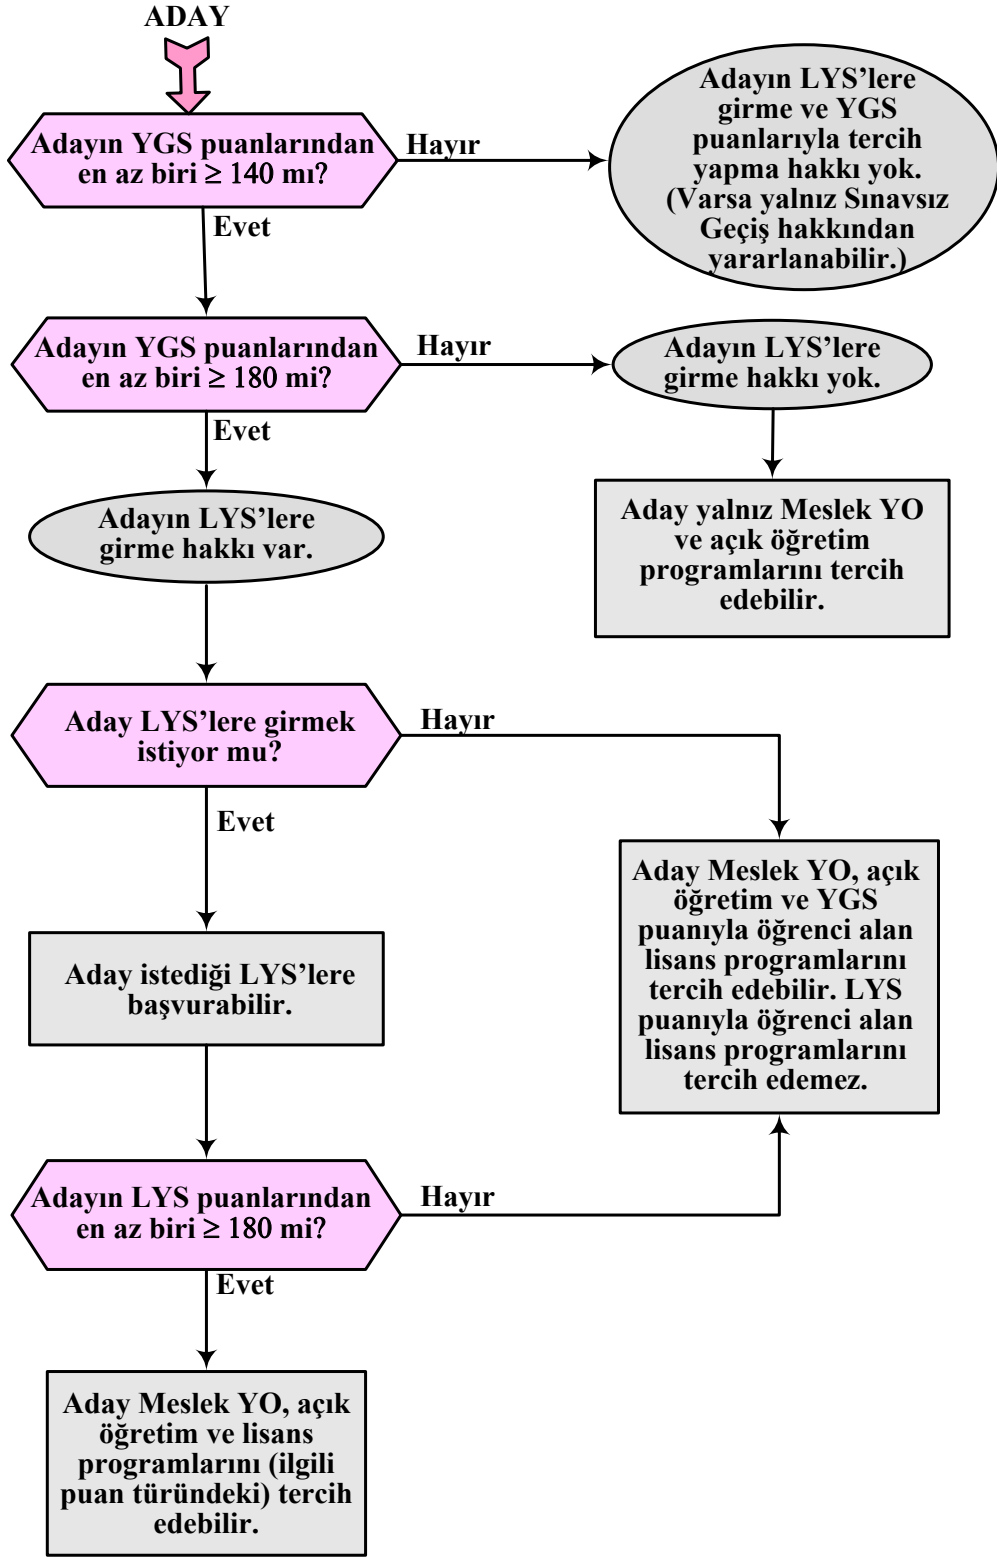 ADAY
Adayın YGS puanlarından
en az biri ≥ 140 mı?
Hayır
Adayın LYS’lere
girme ve YGS
puanlarıyla tercih
yapma hakkı yok.
(Varsa yalnız Sınavsız
Geçiş hakkından
yararlanabilir.)
Evet
Adayın YGS puanlarından
en az biri ≥ 180 mi?
Hayır
Adayın LYS’lere
girme hakkı yok.
Evet
Aday yalnız Meslek YO
ve açık öğretim
programlarını tercih
edebilir.
Adayın LYS’lere
girme hakkı var.
Aday LYS’lere girmek
istiyor mu?
Hayır
Evet
Aday Meslek YO, açık
öğretim ve YGS
puanıyla öğrenci alan
lisans programlarını
tercih edebilir. LYS
puanıyla öğrenci alan
lisans programlarını
tercih edemez.
Aday istediği LYS’lere
başvurabilir.
Adayın LYS puanlarından
en az biri ≥ 180 mi?
Hayır
Evet
Aday Meslek YO, açık
öğretim ve lisans
programlarını (ilgili
puan türündeki) tercih
edebilir.